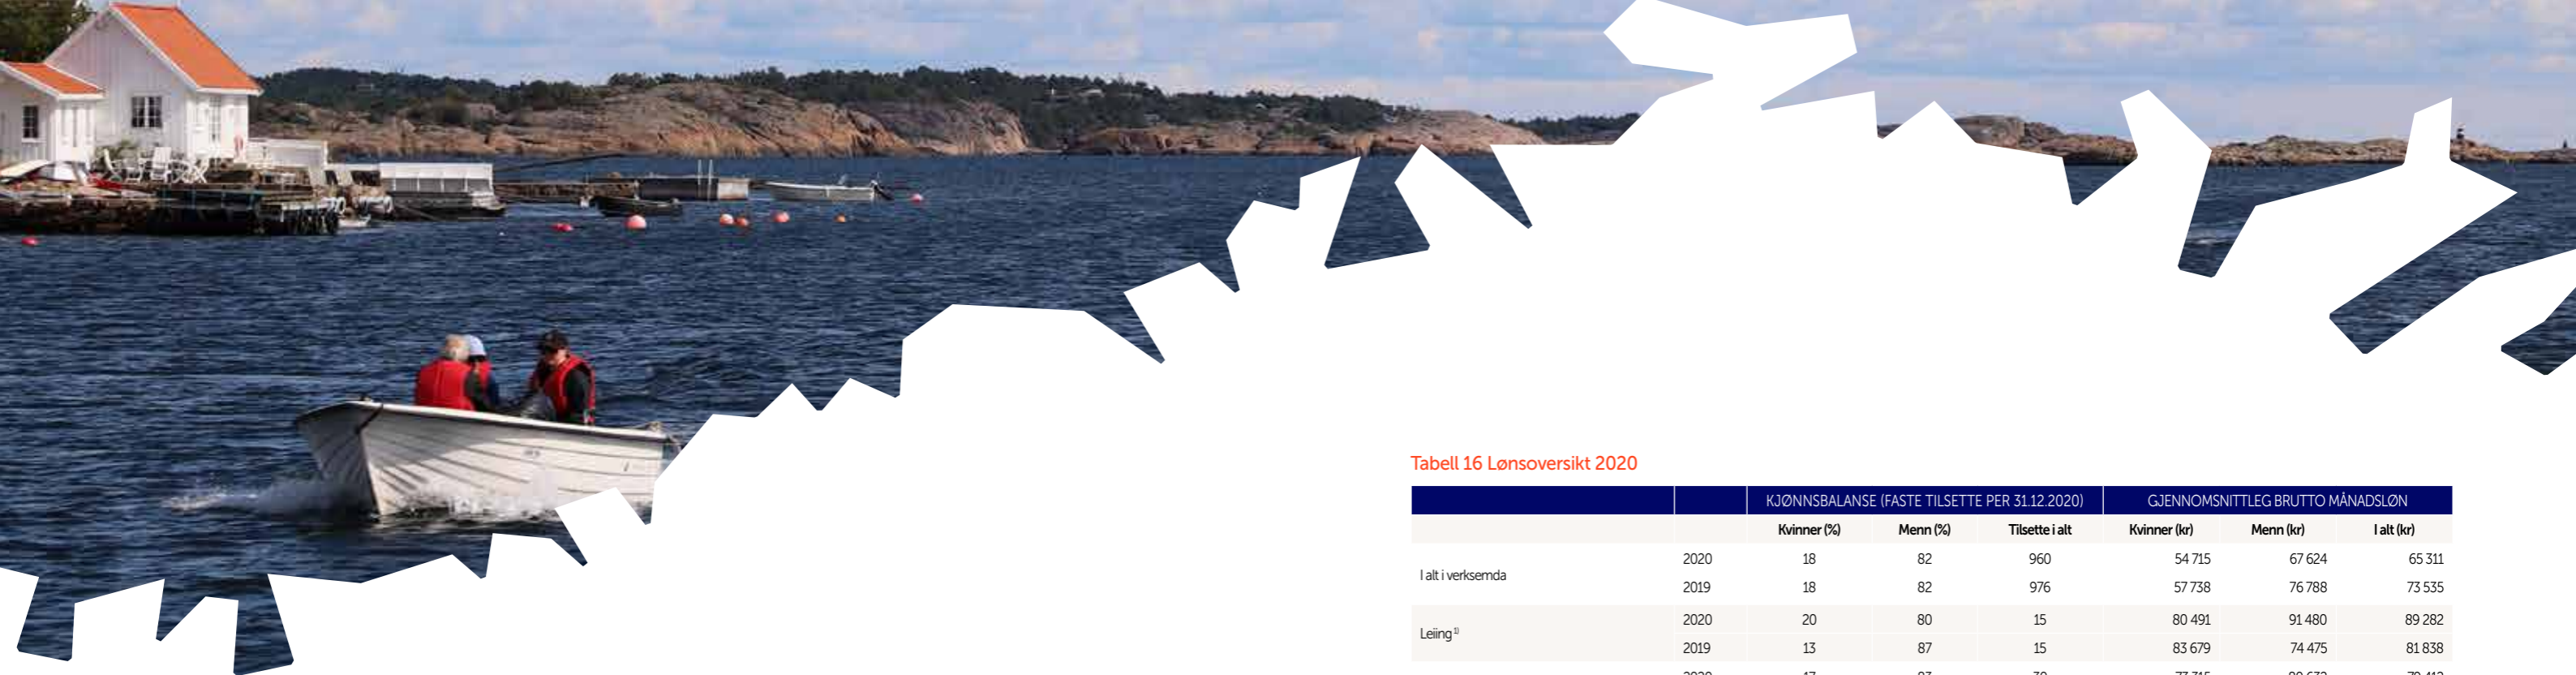 Tabell 16 Lønsoversikt 2020
KJØNNSBALANSE (FASTE TILSETTE PER 31.12.2020) GJENNOMSNITTLEG BRUTTO MÅNADSLØN
Kvinner (%) Menn (%) Tilsette i alt Kvinner (kr) Menn (kr) I alt (kr)
I alt i verksemda 2020 18 82 960 54 715 67 624 65 311
2019 18 82 976 57 738 76 788 73 535
Leiing 1) 2020 20 80 15 80 491 91 480 89 282
2019 13 87 15 83 679 74 475 81 838